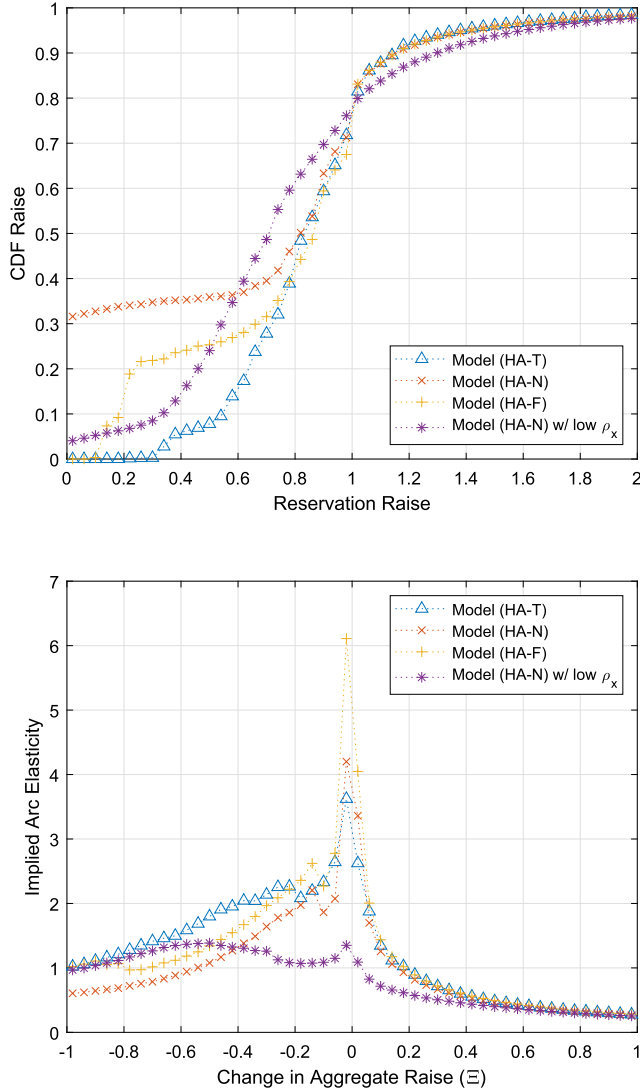 1
0.9
0.8
0.7
0.6
0.5
0.4
0.3
0.2
0.1
0
CDF Raise
Model (HA-T)
Model (HA-N)
Model (HA-F)
Model (HA-N) w/ low ρx
0 0.2 0.4 0.6 0.8 1 1.2 1.4 1.6 1.8 2
Reservation Raise
7
6
5
4
3
2
1
0
Implied Arc Elasticity
Model (HA-T)
Model (HA-N)
Model (HA-F)
Model (HA-N) w/ low ρx
-1 -0.8 -0.6 -0.4 -0.2 0 0.2 0.4 0.6 0.8 1
Change in Aggregate Raise (Ξ)